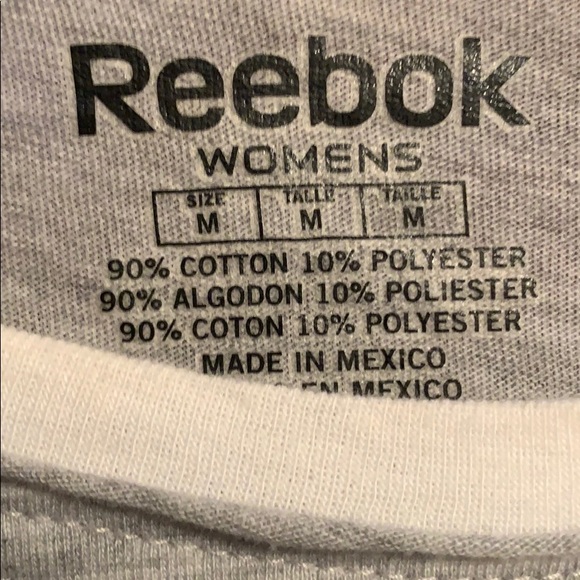 Reebok
WOMENS
SIZE TALLE TAILLE
M M M
90% COTTON 10% POLYESTER
90% ALGODON 10% POLIESTER
90% COTON 10% POLYESTER
MADE IN MEXICO
EN MEXICO